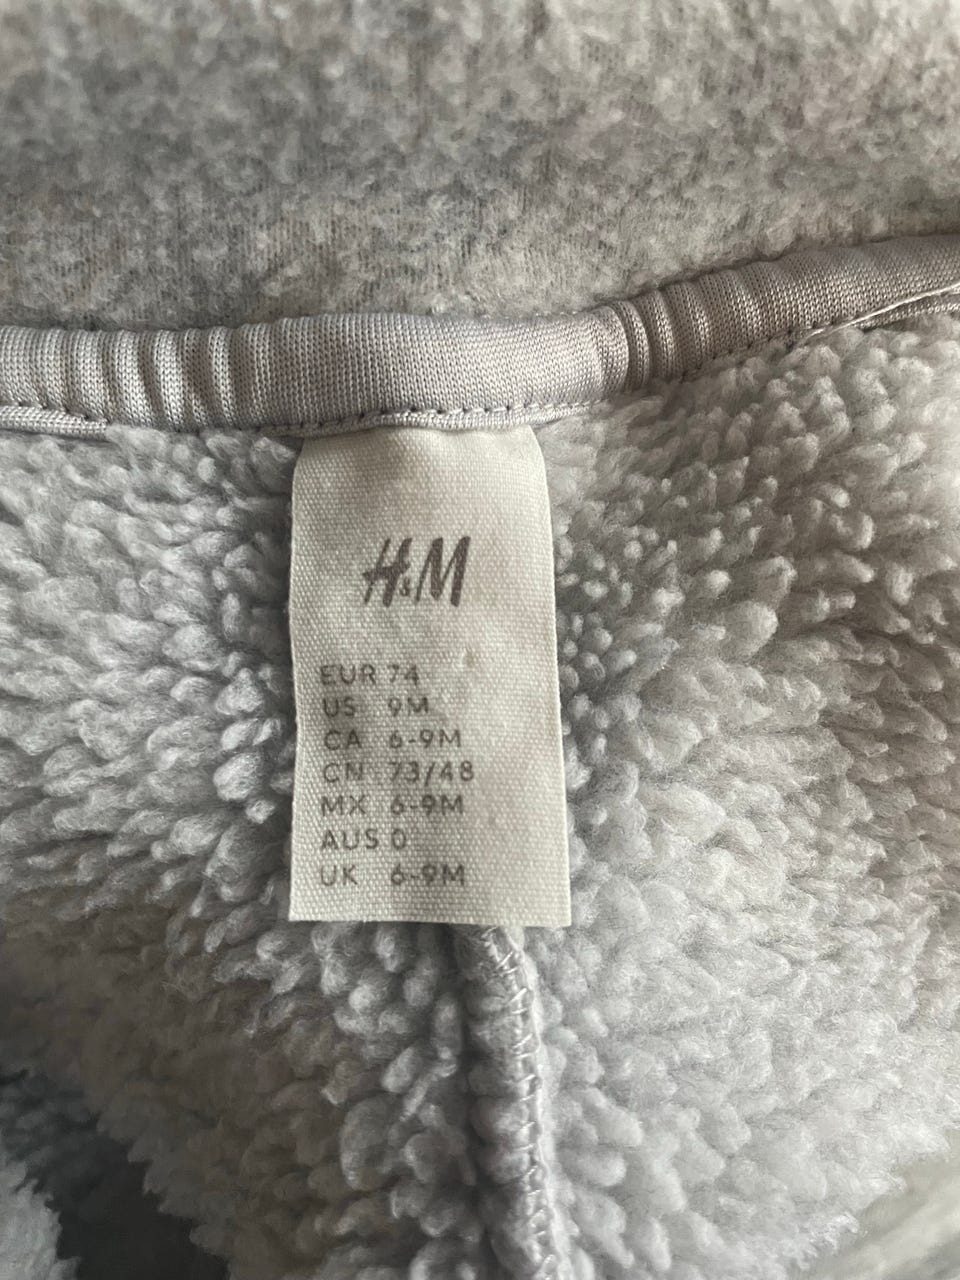 H&M
EUR 74
US 9M
CA 6-9M
CN 73/48
MX 6-9M
AUS 0
UK 6-9M